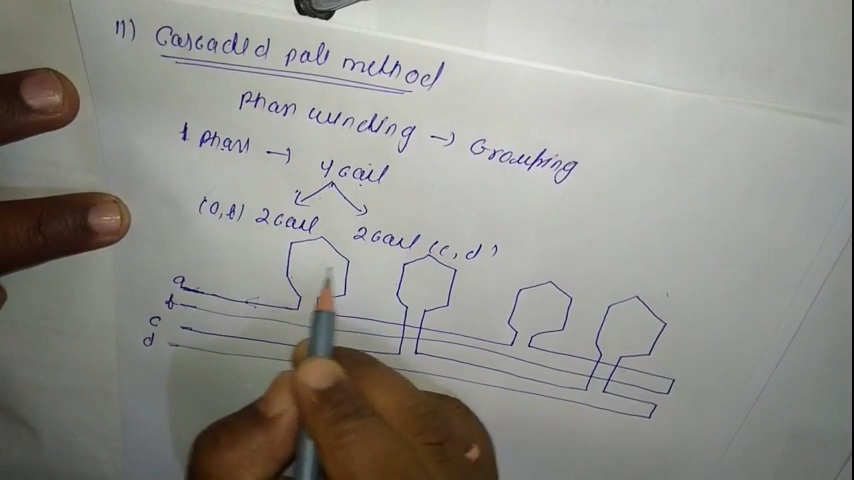 11) Cascaded pole method
Phase winding → Grouping
1 phase → 4 coil
(a,b) 2 coil 2 coil (c,d)
a
b
c
d